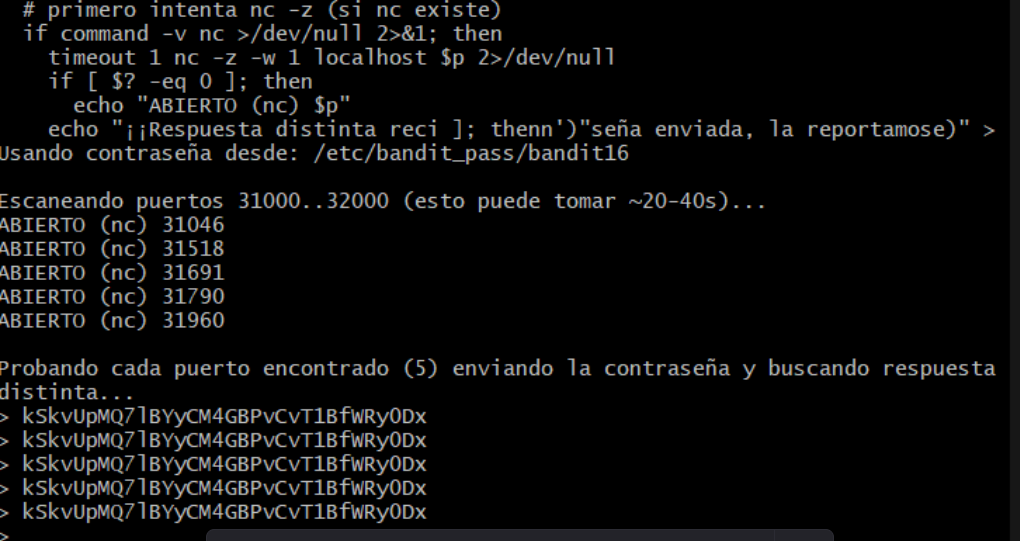 # primero intenta nc -z (si nc existe)
if command -v nc >/dev/null 2>&1; then
timeout 1 nc -z -w 1 localhost $p 2>/dev/null
if [ $? -eq 0 ]; then
echo "ABIERTO (nc) $p"
echo "¡¡Respuesta distinta reci ]; thenn')"seña enviada, la reportamose)" >
Usando contraseña desde: /etc/bandit_pass/bandit16
Escaneando puertos 31000..32000 (esto puede tomar ~20-40s)...
ABIERTO (nc) 31046
ABIERTO (nc) 31518
ABIERTO (nc) 31691
ABIERTO (nc) 31790
ABIERTO (nc) 31960
Probando cada puerto encontrado (5) enviando la contraseña y buscando respuesta
distinta...
> kSkvUpMQ7lBYyCM4GBPvCvT1BfWRy0Dx
> kSkvUpMQ7lBYyCM4GBPvCvT1BfWRy0Dx
> kSkvUpMQ7lBYyCM4GBPvCvT1BfWRy0Dx
> kSkvUpMQ7lBYyCM4GBPvCvT1BfWRy0Dx
> kSkvUpMQ7lBYyCM4GBPvCvT1BfWRy0Dx
>